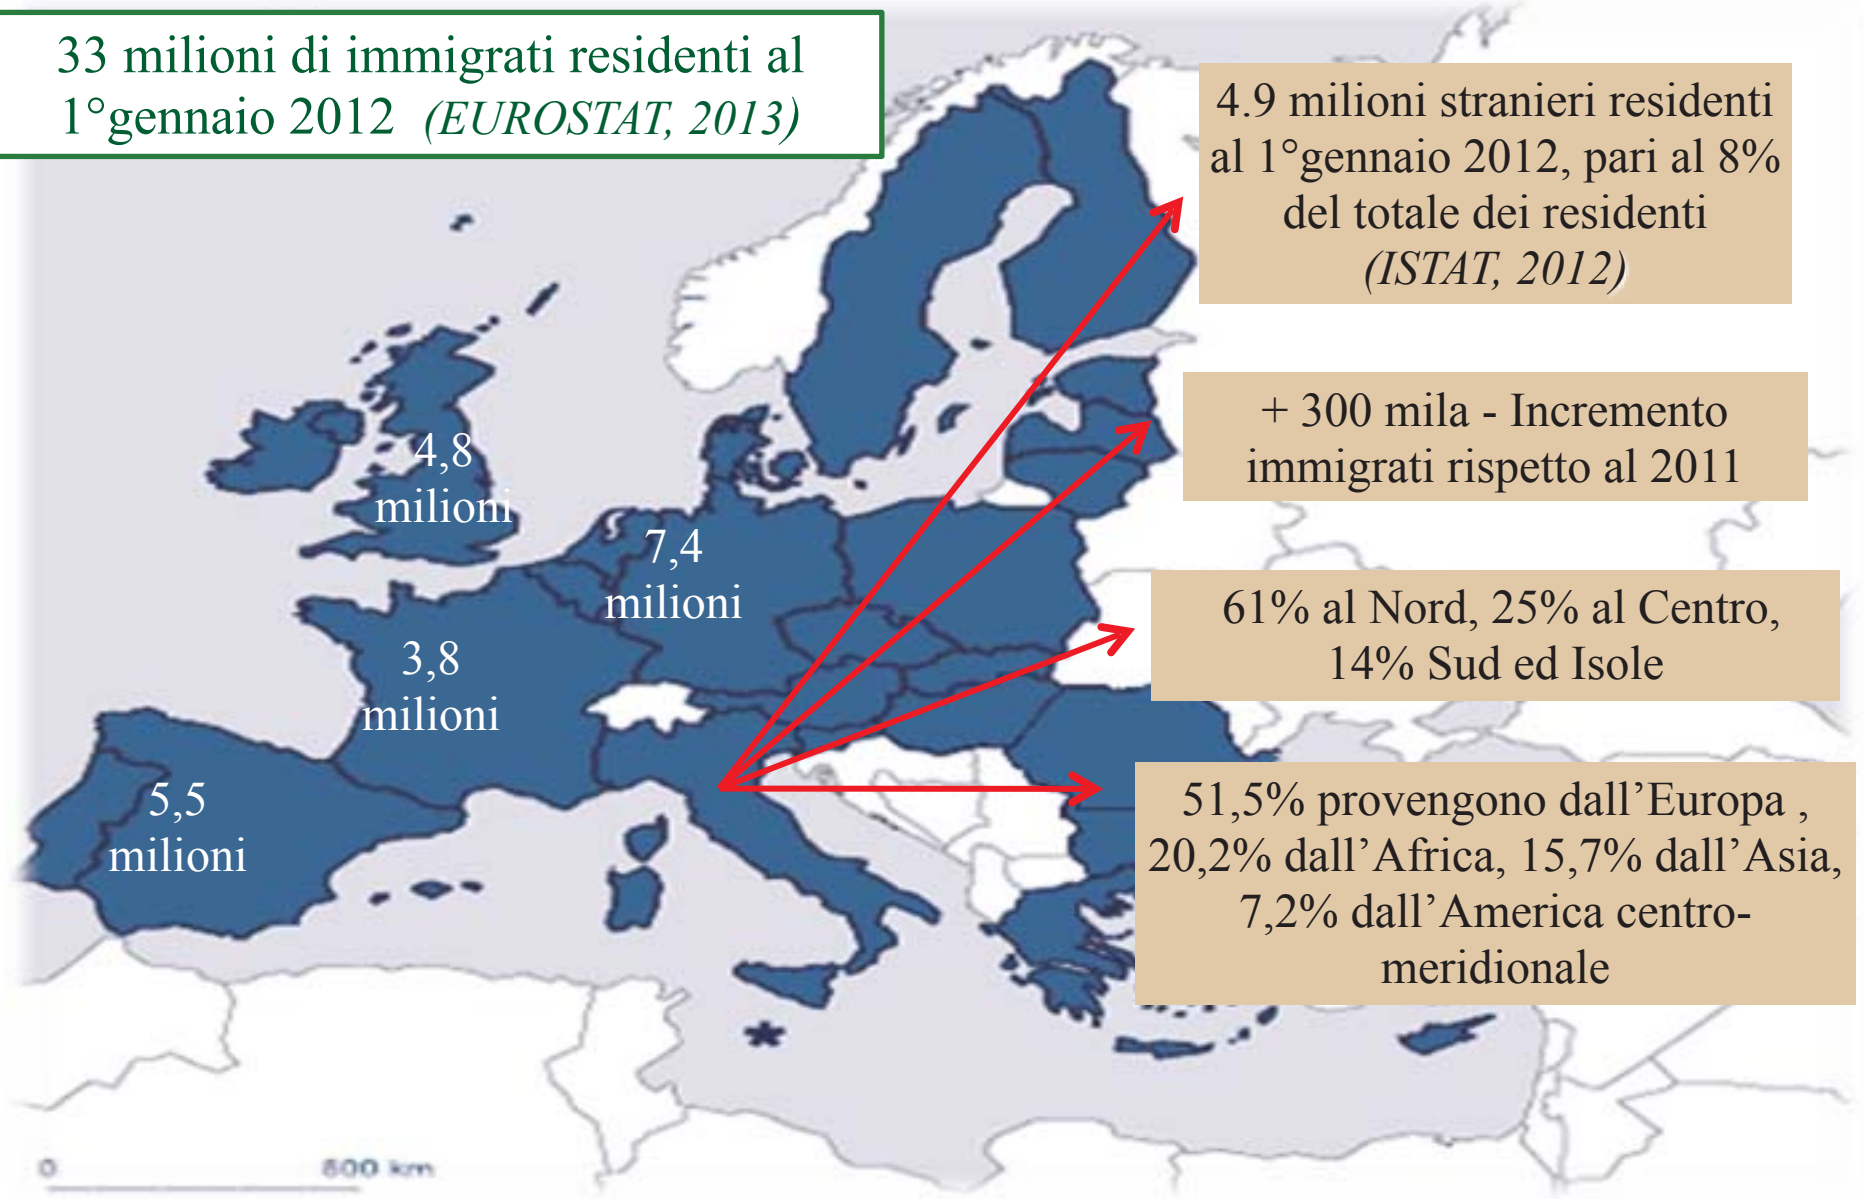 33 milioni di immigrati residenti al
1°gennaio 2012 (EUROSTAT, 2013)
4.9 milioni stranieri residenti
al 1°gennaio 2012, pari al 8%
del totale dei residenti
(ISTAT, 2012)
+ 300 mila - Incremento
immigrati rispetto al 2011
4,8
milioni
7,4
milioni
61% al Nord, 25% al Centro,
14% Sud ed Isole
3,8
milioni
5,5
milioni
51,5% provengono dall’Europa ,
20,2% dall’Africa, 15,7% dall’Asia,
7,2% dall’America centro-
meridionale
*
0 800 km